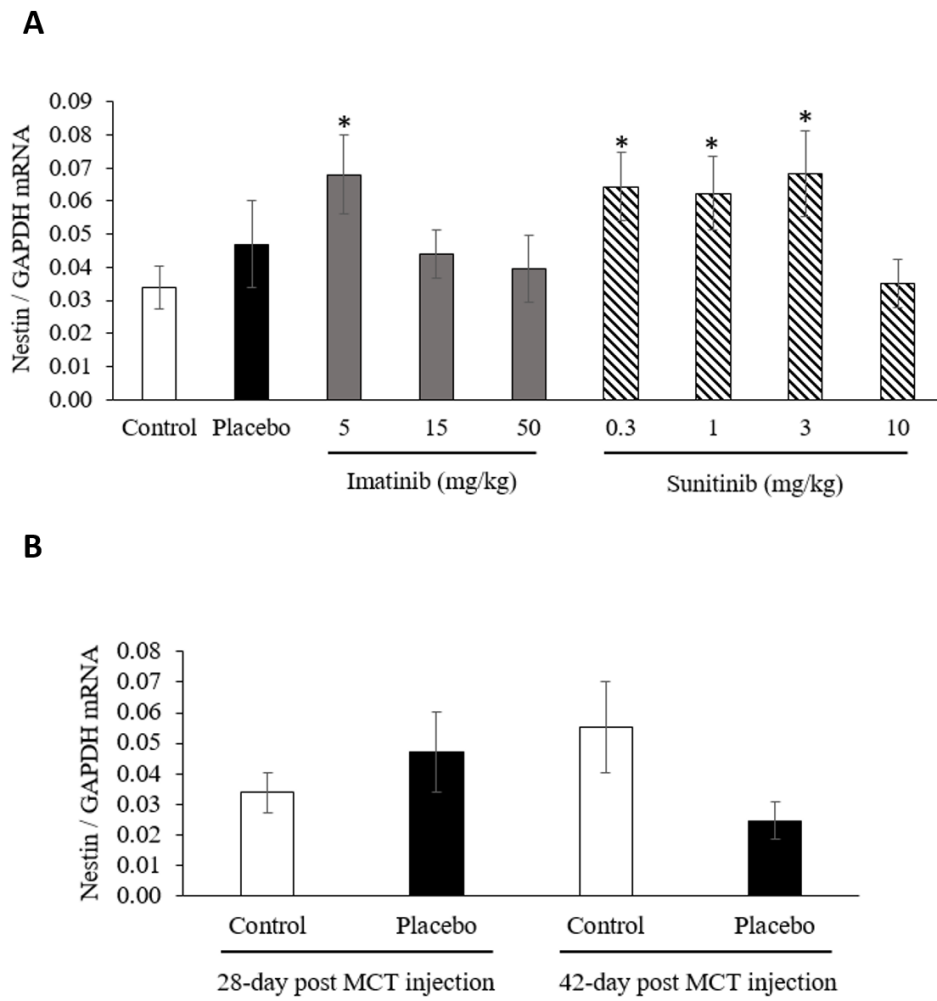 A
Nestin / GAPDH mRNA
0.09
0.08
0.07
0.06
0.05
0.04
0.03
0.02
0.01
0.00
*
*
*
*
Control Placebo 5 15 50 0.3 1 3 10
Imatinib (mg/kg) Sunitinib (mg/kg)
B
Nestin / GAPDH mRNA
0.08
0.07
0.06
0.05
0.04
0.03
0.02
0.01
0.00
Control Placebo Control Placebo
28-day post MCT injection 42-day post MCT injection